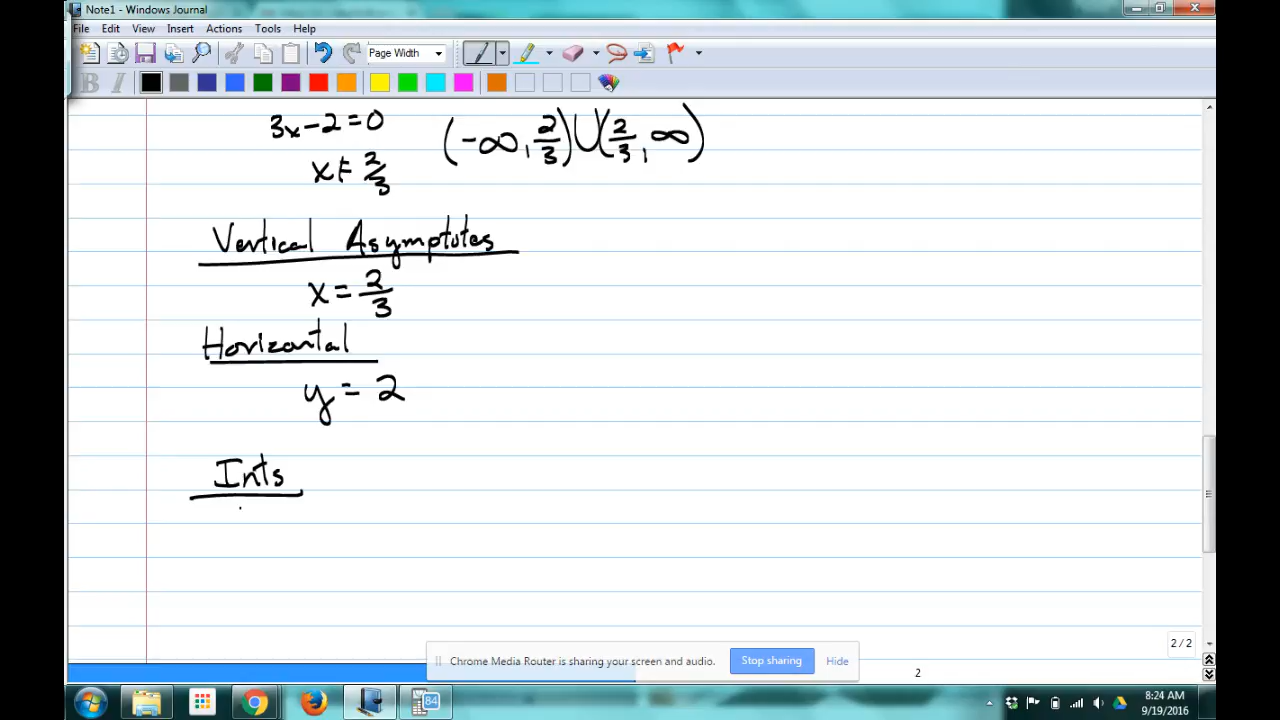 Note1 - Windows Journal
File Edit View Insert Actions Tools Help
Page Width
B I
3x-2=0
(-∞, 2/3)∪(2/3, ∞)
x≠ 2/3
Vertical Asymptotes
x = 2/3
Horizontal
y = 2
Ints
2 / 2
Chrome Media Router is sharing your screen and audio. Stop sharing Hide
2
84
8:24 AM
9/19/2016